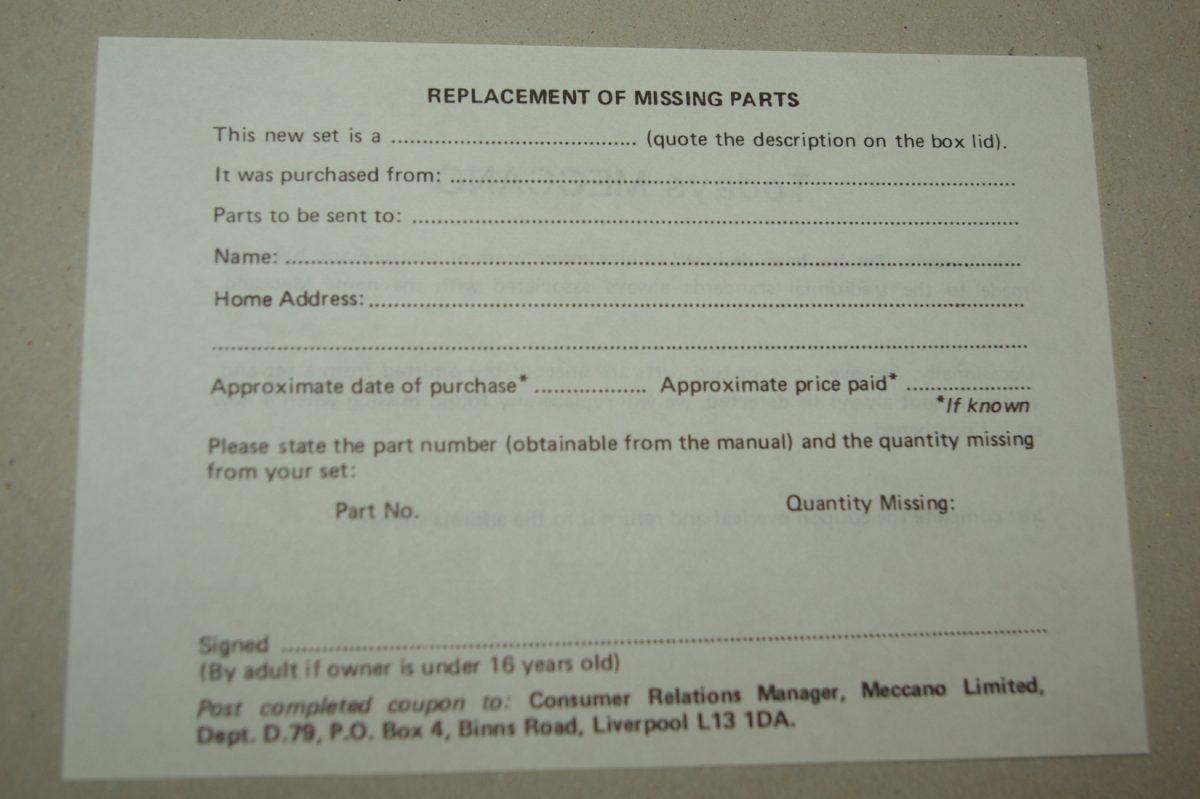 REPLACEMENT OF MISSING PARTS
This new set is a ........................................ (quote the description on the box lid).
It was purchased from: ................................................................................
Parts to be sent to: ................................................................................
Name: ................................................................................
Home Address: ................................................................................
................................................................................
Approximate date of purchase* .................. Approximate price paid* ....................
*If known
Please state the part number (obtainable from the manual) and the quantity missing
from your set:
Part No. Quantity Missing:
Signed ................................................................................
(By adult if owner is under 16 years old)
Post completed coupon to: Consumer Relations Manager, Meccano Limited,
Dept. D.79, P.O. Box 4, Binns Road, Liverpool L13 1DA.